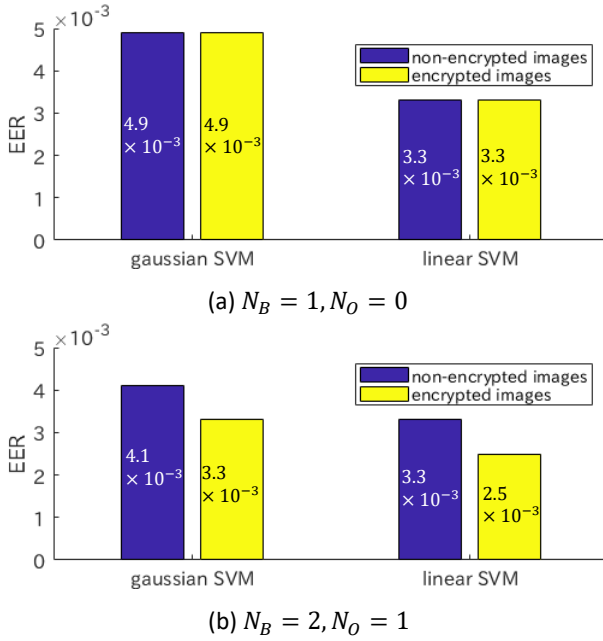 ×10⁻³
5
4
3
2
1
0
EER
non-encrypted images
encrypted images
4.9
× 10⁻³
4.9
× 10⁻³
3.3
× 10⁻³
3.3
× 10⁻³
gaussian SVM
linear SVM
(a) N_B = 1, N_O = 0
×10⁻³
5
4
3
2
1
0
EER
non-encrypted images
encrypted images
4.1
× 10⁻³
3.3
× 10⁻³
3.3
× 10⁻³
2.5
× 10⁻³
gaussian SVM
linear SVM
(b) N_B = 2, N_O = 1